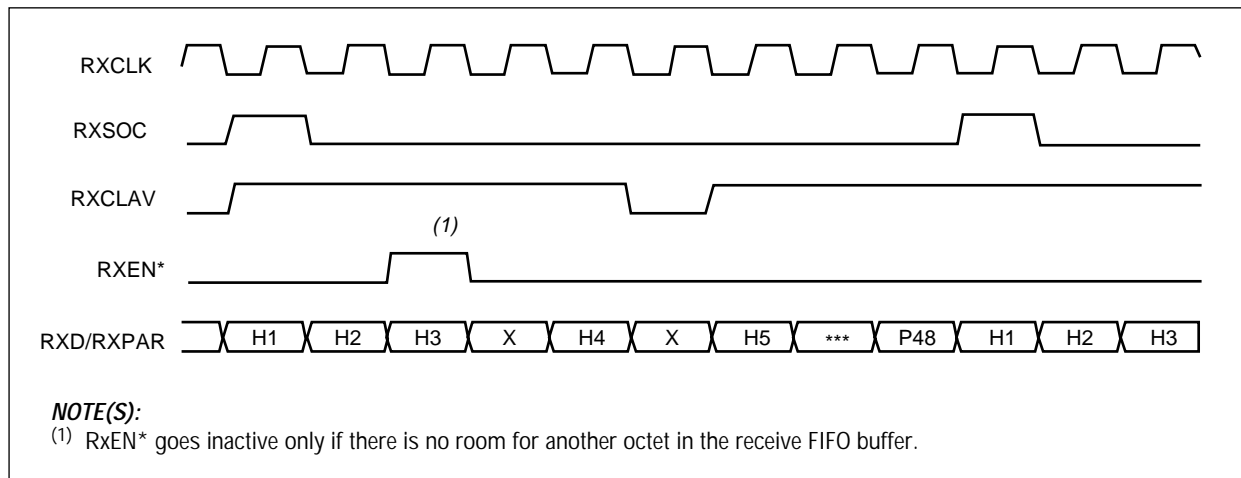 RXCLK
RXSOC
RXCLAV
(1)
RXEN*
RXD/RXPAR H1 H2 H3 X H4 X H5 *** P48 H1 H2 H3
NOTE(S):
(1) RxEN* goes inactive only if there is no room for another octet in the receive FIFO buffer.